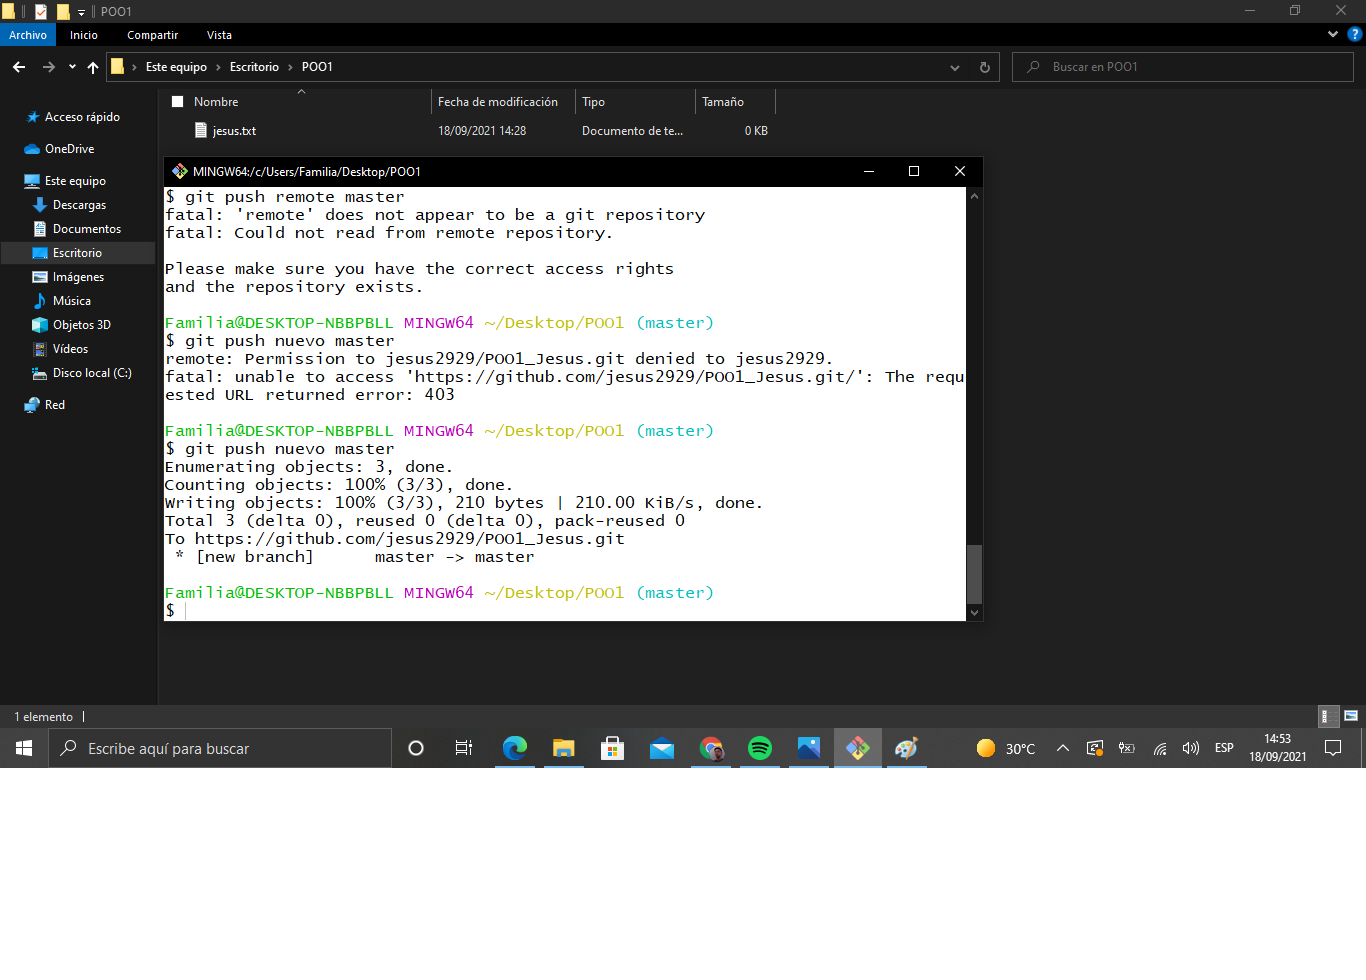 POO1
Archivo Inicio Compartir Vista
Este equipo Escritorio POO1 Buscar en POO1
Nombre Fecha de modificación Tipo Tamaño
jesus.txt 18/09/2021 14:28 Documento de te... 0 KB
Acceso rápido
OneDrive
Este equipo
Descargas
Documentos
Escritorio
Imágenes
Música
Objetos 3D
Vídeos
Disco local (C:)
Red
MINGW64:/c/Users/Familia/Desktop/POO1
$ git push remote master
fatal: 'remote' does not appear to be a git repository
fatal: Could not read from remote repository.
Please make sure you have the correct access rights
and the repository exists.
Familia@DESKTOP-NBBPBLL MINGW64 ~/Desktop/POO1 (master)
$ git push nuevo master
remote: Permission to jesus2929/POO1_Jesus.git denied to jesus2929.
fatal: unable to access 'https://github.com/jesus2929/POO1_Jesus.git/': The requ
ested URL returned error: 403
Familia@DESKTOP-NBBPBLL MINGW64 ~/Desktop/POO1 (master)
$ git push nuevo master
Enumerating objects: 3, done.
Counting objects: 100% (3/3), done.
Writing objects: 100% (3/3), 210 bytes | 210.00 KiB/s, done.
Total 3 (delta 0), reused 0 (delta 0), pack-reused 0
To https://github.com/jesus2929/POO1_Jesus.git
* [new branch]      master -> master
Familia@DESKTOP-NBBPBLL MINGW64 ~/Desktop/POO1 (master)
$
1 elemento
Escribe aquí para buscar
30°C
ESP
14:53
18/09/2021